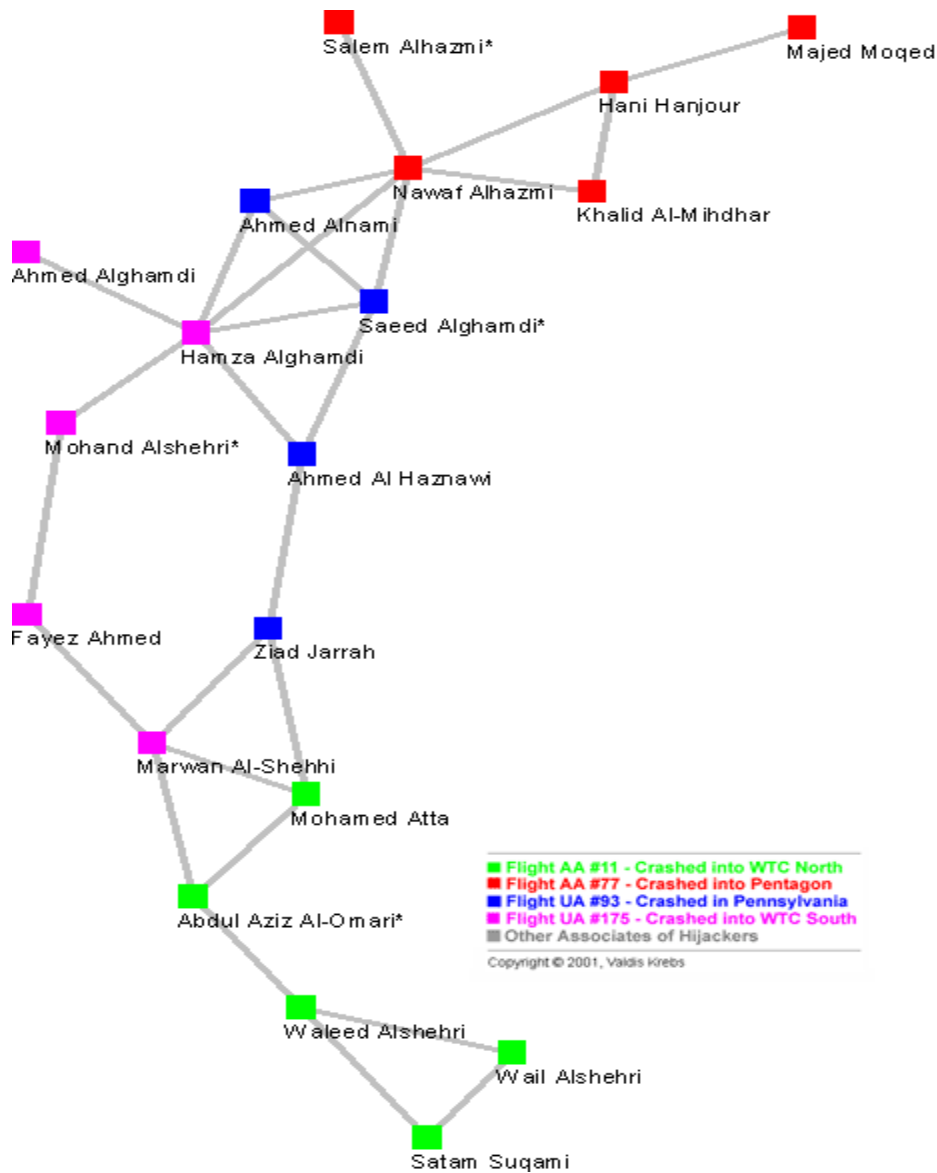 Salem Alhazmi*
Majed Moqed
Hani Hanjour
Nawaf Alhazmi
Khalid Al-Mihdhar
Ahmed Alnami
Ahmed Alghamdi
Saeed Alghamdi*
Hamza Alghamdi
Mohand Alshehri*
Ahmed Al Haznawi
Fayez Ahmed
Ziad Jarrah
Marwan Al-Shehhi
Mohamed Atta
Abdul Aziz Al-Omari*
Waleed Alshehri
Wail Alshehri
Satam Suqami
Flight AA #11 - Crashed into WTC North
Flight AA #77 - Crashed into Pentagon
Flight UA #93 - Crashed in Pennsylvania
Flight UA #175 - Crashed into WTC South
Other Associates of Hijackers
Copyright © 2001, Valdis Krebs